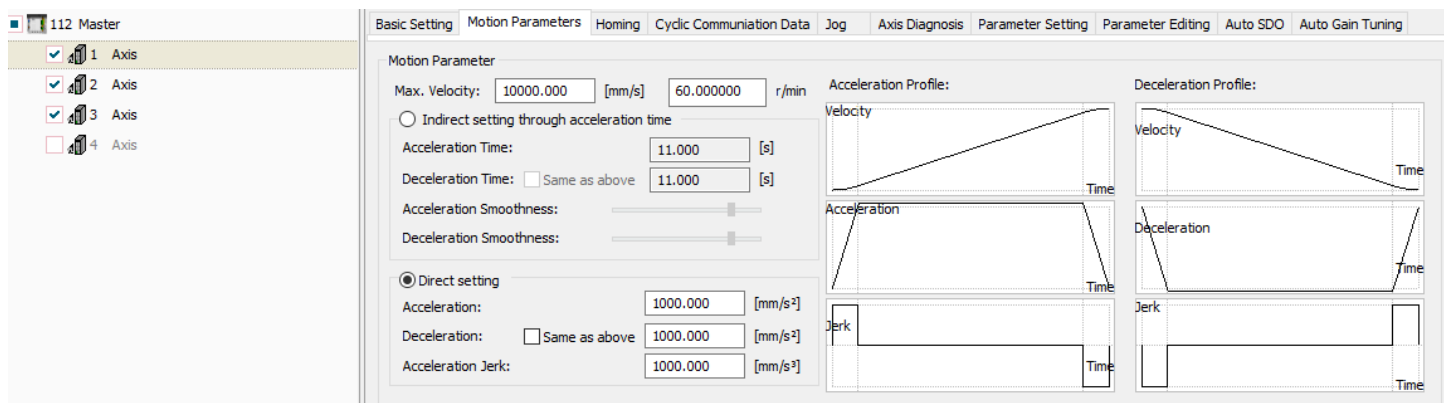 112 Master
1 Axis
2 Axis
3 Axis
4 Axis
Basic Setting Motion Parameters Homing Cyclic Communiation Data Jog Axis Diagnosis Parameter Setting Parameter Editing Auto SDO Auto Gain Tuning
Motion Parameter
Max. Velocity: 10000.000 [mm/s] 60.000000 r/min
Indirect setting through acceleration time
Acceleration Time: 11.000 [s]
Deceleration Time: Same as above 11.000 [s]
Acceleration Smoothness:
Deceleration Smoothness:
Direct setting
Acceleration: 1000.000 [mm/s²]
Deceleration: Same as above 1000.000 [mm/s²]
Acceleration Jerk: 1000.000 [mm/s³]
Acceleration Profile:
Velocity
Time
Acceleration
Time
Jerk
Time
Deceleration Profile:
Velocity
Time
Deceleration
Time
Jerk
Time